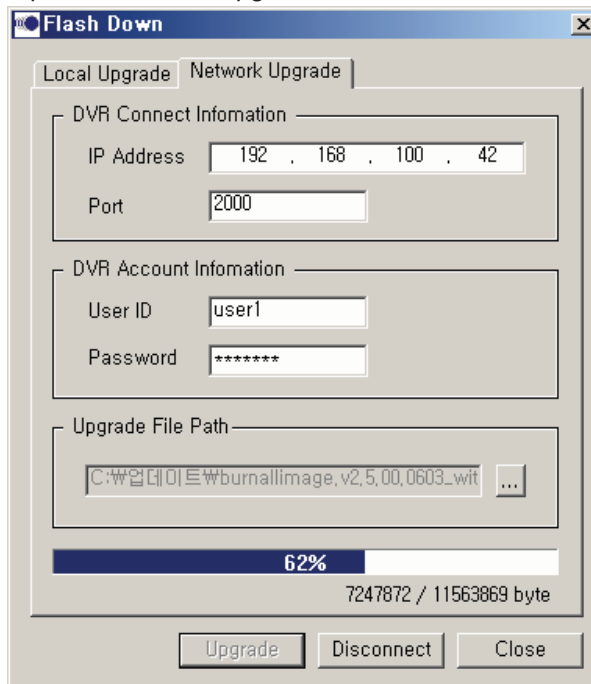 Flash Down
Local Upgrade Network Upgrade
DVR Connect Infomation
IP Address 192 . 168 . 100 . 42
Port 2000
DVR Account Infomation
User ID user1
Password *******
Upgrade File Path
C:₩업데이트₩burnallimage,v2,5,00,0603_wit ...
62%
7247872 / 11563869 byte
Upgrade Disconnect Close